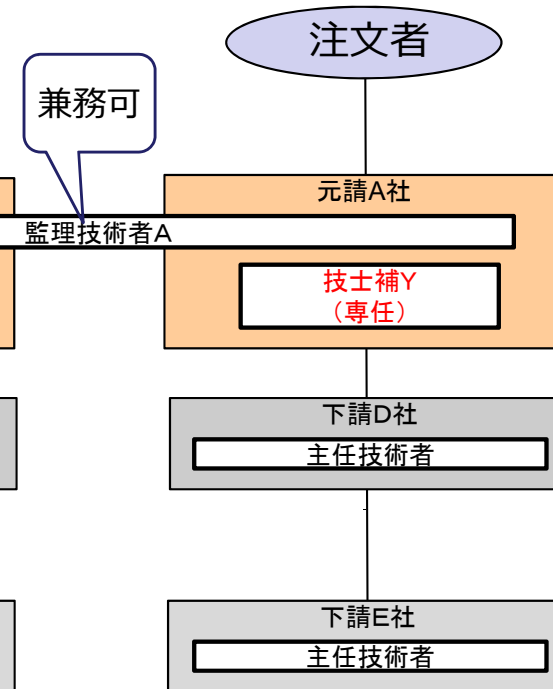 注文者
兼務可
元請A社
監理技術者A
技士補Y
（専任）
下請D社
主任技術者
下請E社
主任技術者